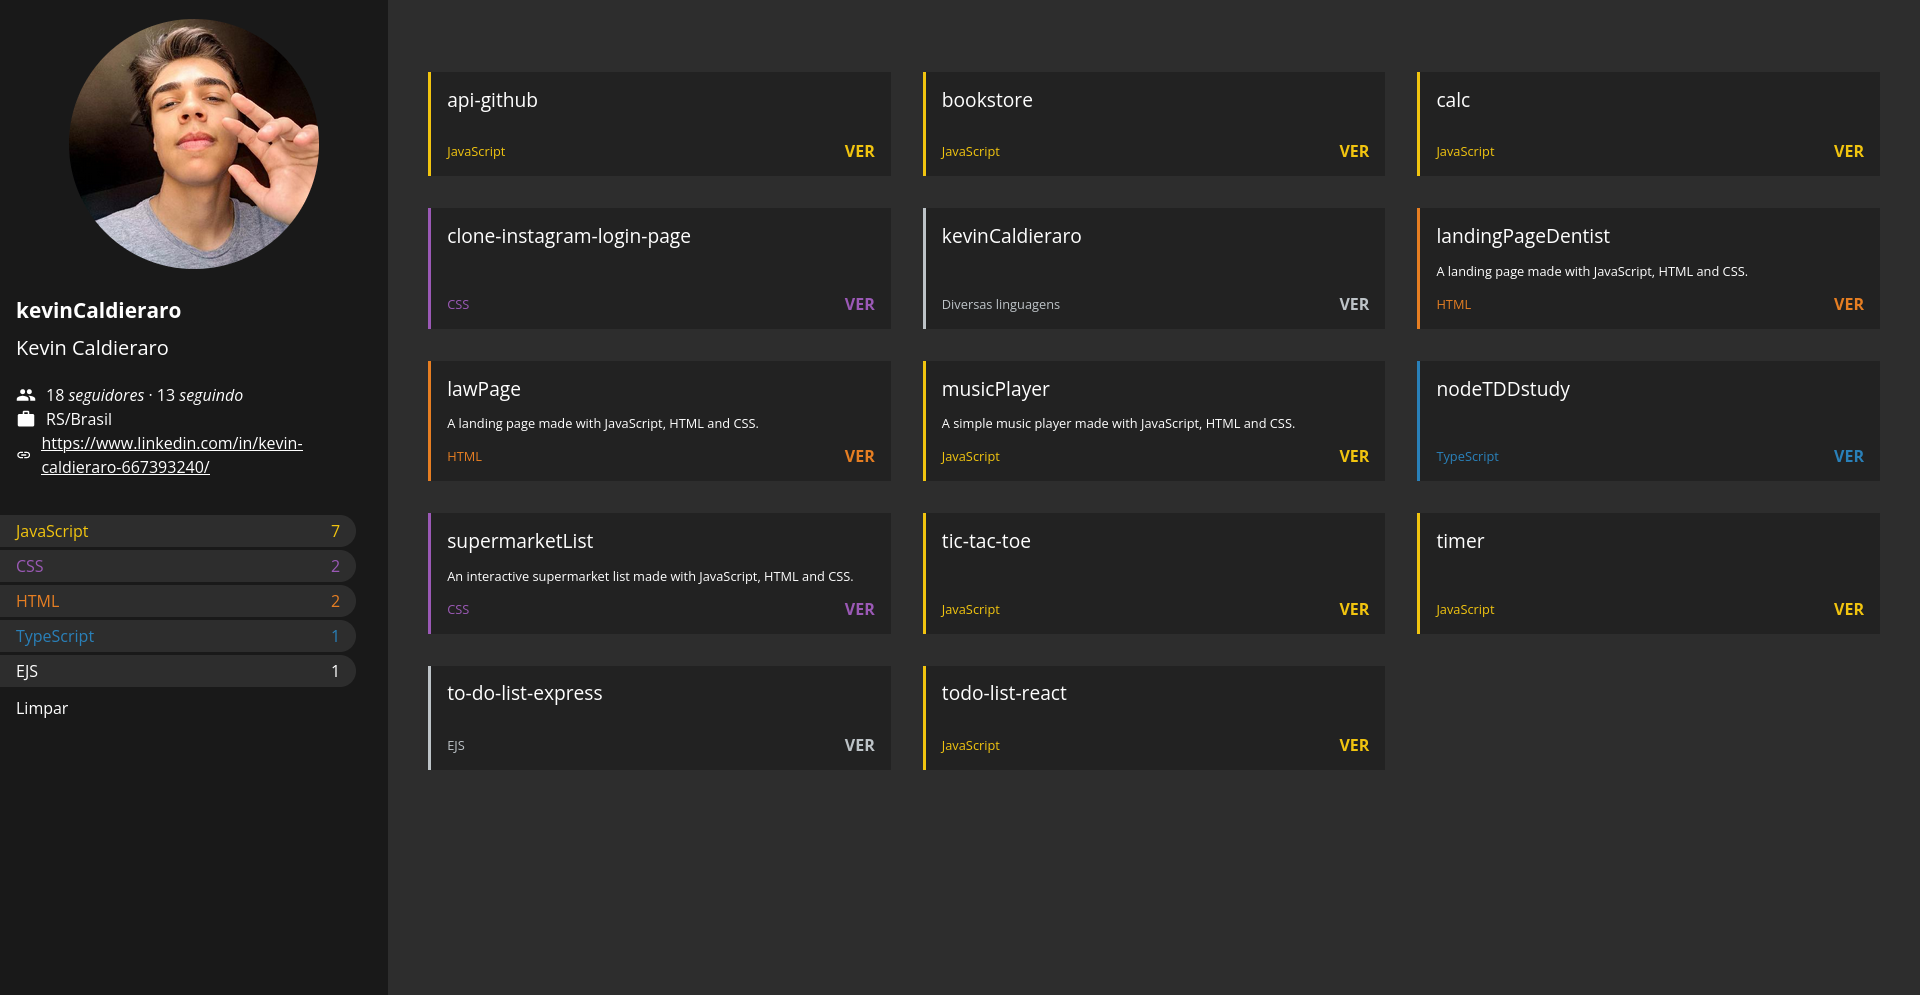 kevinCaldieraro
Kevin Caldieraro
18 seguidores · 13 seguindo
RS/Brasil
https://www.linkedin.com/in/kevin-
caldieraro-667393240/
JavaScript 7
CSS 2
HTML 2
TypeScript 1
EJS 1
Limpar
api-github
JavaScript VER
bookstore
JavaScript VER
calc
JavaScript VER
clone-instagram-login-page
CSS VER
kevinCaldieraro
Diversas linguagens VER
landingPageDentist
A landing page made with JavaScript, HTML and CSS.
HTML VER
lawPage
A landing page made with JavaScript, HTML and CSS.
HTML VER
musicPlayer
A simple music player made with JavaScript, HTML and CSS.
JavaScript VER
nodeTDDstudy
TypeScript VER
supermarketList
An interactive supermarket list made with JavaScript, HTML and CSS.
CSS VER
tic-tac-toe
JavaScript VER
timer
JavaScript VER
to-do-list-express
EJS VER
todo-list-react
JavaScript VER